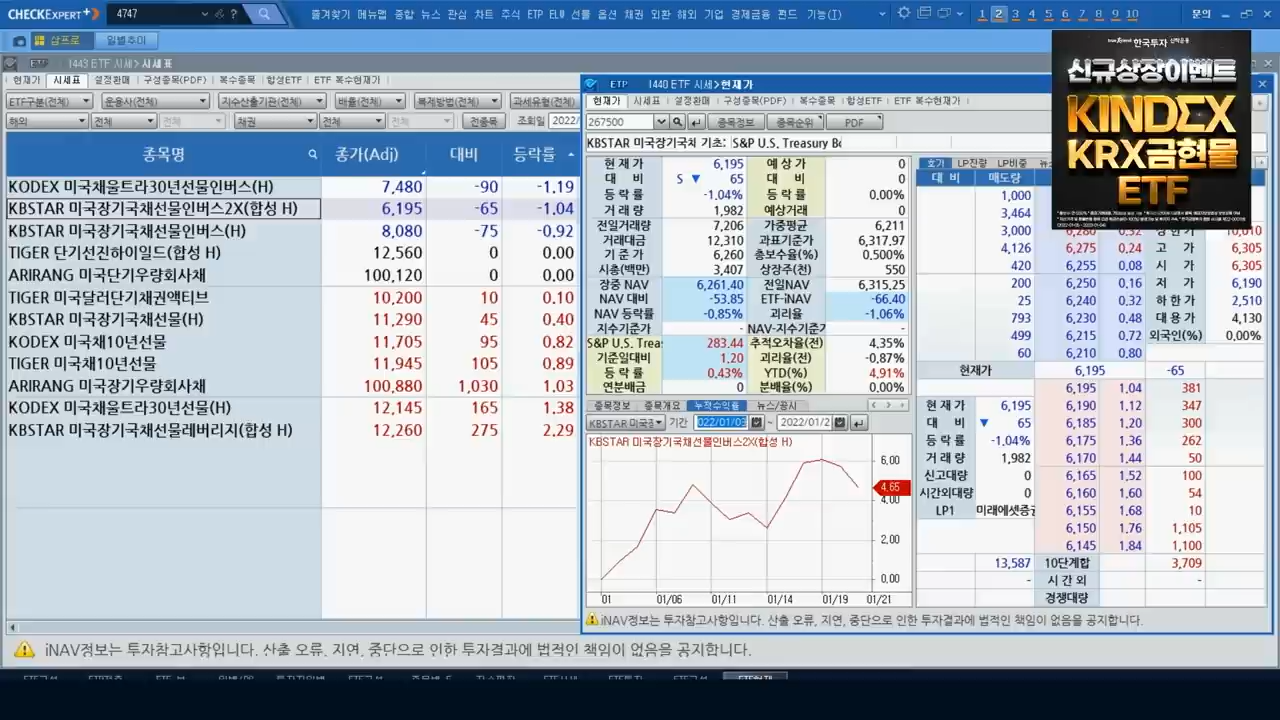 CHECK EXPERT+
4747
즐겨찾기 메뉴맵 종합 뉴스 관심 차트 주식 ETP ELW 선물 옵션 채권 외환 해외 기업 경제금융 펀드 기능(I)
1 2 3 4 5 6 7 8 9 10
문의
삼프로 일별추이
ETP 1443 ETF 시세>시세표
현재가 시세표 설정환매 구성종목(PDF) 복수종목 합성ETF ETF 복수현재가
ETF구분(전체) 운용사(전체) 지수산출기관(전체) 배율(전체) 복제방법(전체) 과세유형(전체)
해외 전체 전체 채권 전체 전체 전종목 조회일 2022/
종목명 종가(Adj) 대비 등락률
KODEX 미국채울트라30년선물인버스(H) 7,480 -90 -1.19
KBSTAR 미국장기국채선물인버스2X(합성 H) 6,195 -65 -1.04
KBSTAR 미국장기국채선물인버스(H) 8,080 -75 -0.92
TIGER 단기선진하이일드(합성 H) 12,560 0 0.00
ARIRANG 미국단기우량회사채 100,120 0 0.00
TIGER 미국달러단기채권액티브 10,200 10 0.10
KBSTAR 미국장기국채선물(H) 11,290 45 0.40
KODEX 미국채10년선물 11,705 95 0.82
TIGER 미국채10년선물 11,945 105 0.89
ARIRANG 미국장기우량회사채 100,880 1,030 1.03
KODEX 미국채울트라30년선물(H) 12,145 165 1.38
KBSTAR 미국장기국채선물레버리지(합성 H) 12,260 275 2.29
ETP 1440 ETF 시세>현재가
현재가 시세표 설정환매 구성종목(PDF) 복수종목 합성ETF ETF 복수현재가
267500 종목정보 종목순위 PDF
KBSTAR 미국장기국채 기초: S&P U.S. Treasury B
현 재 가 6,195 예 상 가 0
대 비 S ▼ 65 대 비 0
등 락 률 -1.04% 등 락 률 0.00%
거 래 량 1,982 예상거래 0
전일거래량 7,206 가중평균 6,211
거래대금 12,310 과표기준가 6,317.97
기 준 가 6,260 총보수율(%) 0.500%
시총(백만) 3,407 상장주(천) 550
장중 NAV 6,261.40 전일NAV 6,315.25
NAV 대비 -53.85 ETF-iNAV -66.40
NAV 등락률 -0.85% 괴리율 -1.06%
지수기준가 - NAV-지수기준가 -
S&P U.S. Trea 283.44 추적오차율(전) 4.35%
기준일대비 1.20 괴리율(전) -0.87%
등 락 률 0.43% YTD(%) 4.91%
연분배금 0 분배율(%) 0.00%
종목정보 종목개요 누적수익률 뉴스/공시
KBSTAR 미국장 기간 022/01/03 ~ 2022/01/2
KBSTAR 미국장기국채선물인버스2X(합성 H)
6.00
4.65
4.00
2.00
0.00
01 01/06 01/11 01/14 01/19 01/21
호가 LP잔량 LP비중 뉴스
대 비 매도량
1,000
3,464
3,000 6,280 0.32
4,126 6,275 0.24
420 6,255 0.08
200 6,250 0.16
25 6,240 0.32
793 6,230 0.48
499 6,215 0.72
60 6,210 0.80
상 한 가 10,010
고 가 6,305
시 가 6,305
저 가 6,190
하 한 가 2,510
대 용 가 4,130
외국인(%) 0.00%
현재가 6,195 -65
현 재 가 6,195
대 비 ▼ 65
등 락 률 -1.04%
거 래 량 1,982
신고대량 0
시간외대량 0
LP1 미래에셋증권
6,195 1.04 381
6,190 1.12 347
6,185 1.20 300
6,175 1.36 262
6,170 1.44 50
6,165 1.52 100
6,160 1.60 54
6,155 1.68 10
6,150 1.76 1,105
6,145 1.84 1,100
13,587 10단계합 3,709
- 시 간 외 -
경쟁대량
iNAV정보는 투자참고사항입니다. 산출 오류, 지연, 중단으로 인한 투자결과에 법적인 책임이 없음을 공지합니다.
iNAV정보는 투자참고사항입니다. 산출 오류, 지연, 중단으로 인한 투자결과에 법적인 책임이 없음을 공지합니다.
한국투자 신탁운용
신규상장이벤트
KINDEX
KRX금현물
ETF